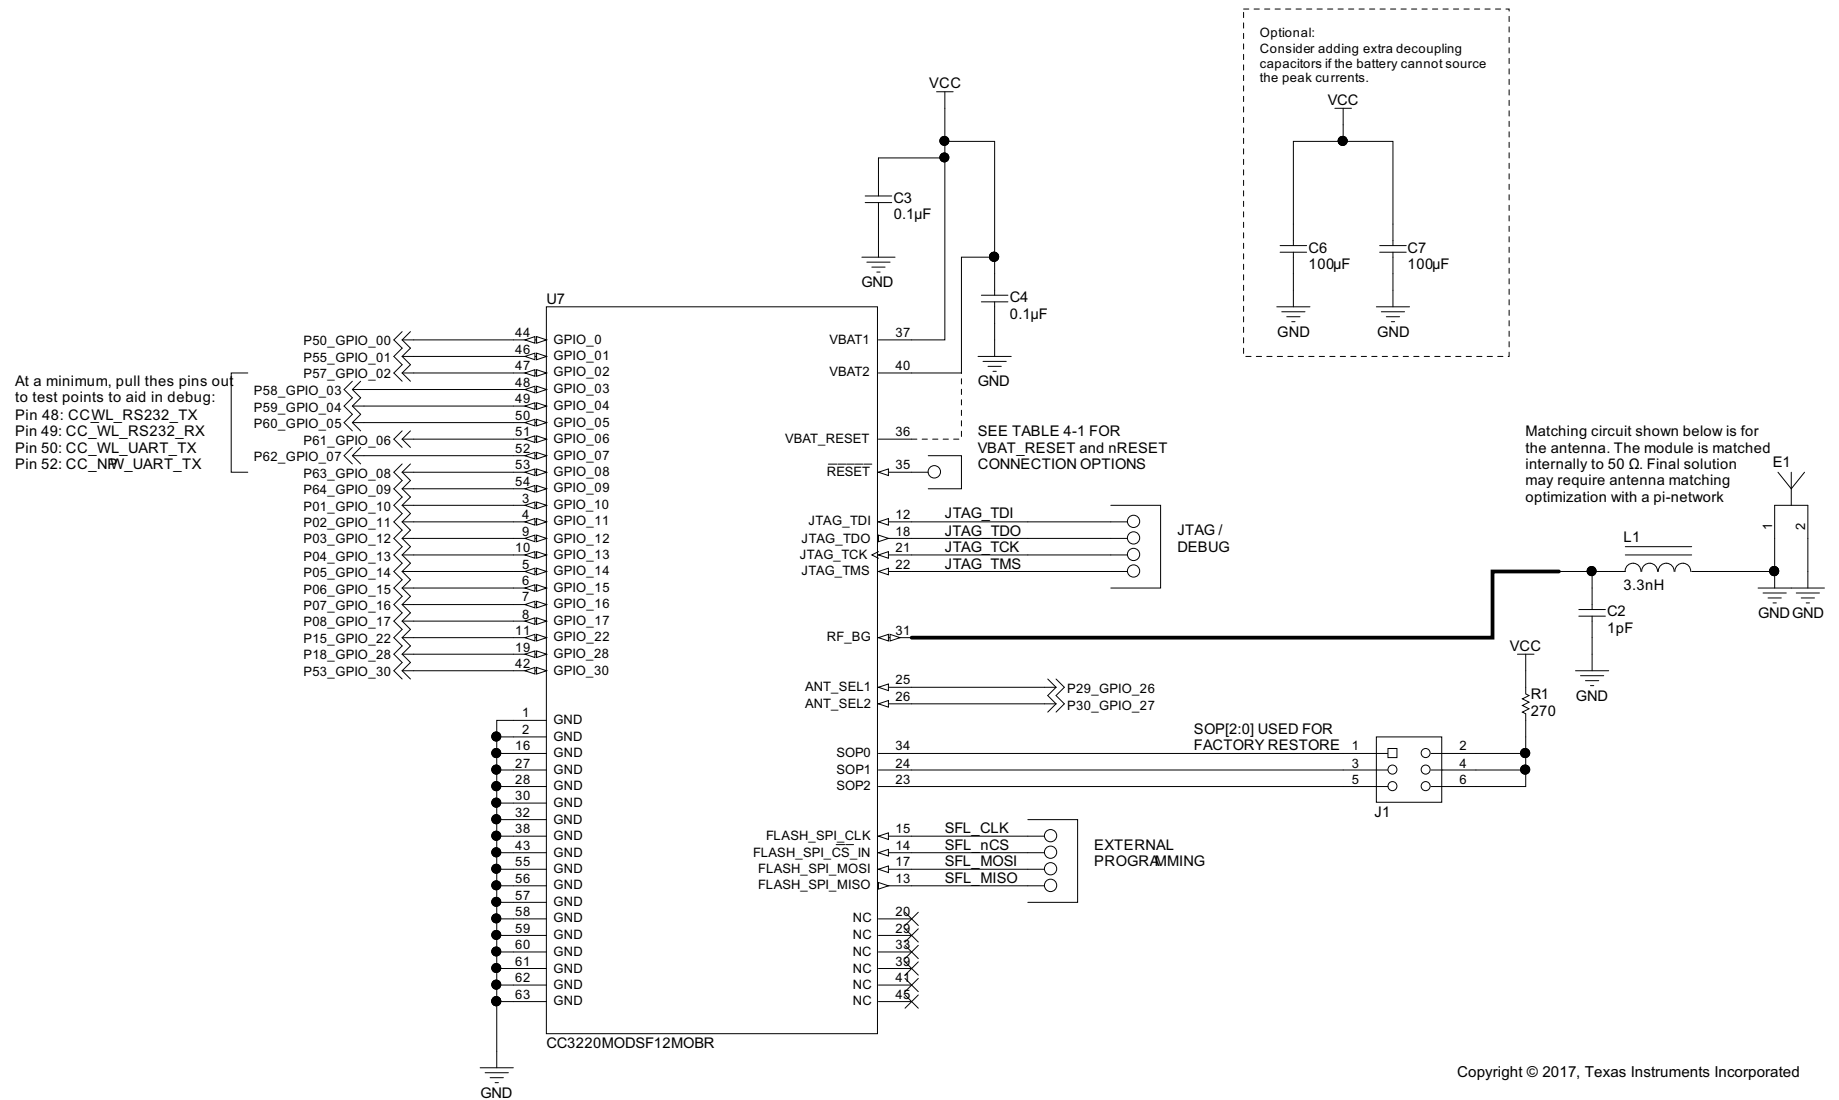 Optional:
Consider adding extra decoupling
capacitors if the battery cannot source
the peak currents.
VCC
C6
100µF
GND
C7
100µF
GND
VCC
C3
0.1µF
GND
C4
0.1µF
GND
At a minimum, pull thes pins out
to test points to aid in debug:
Pin 48: CCWL_RS232_TX
Pin 49: CC_WL_RS232_RX
Pin 50: CC_WL_UART_TX
Pin 52: CC_NPW_UART_TX
U7
P50_GPIO_00 44 GPIO_0
P55_GPIO_01 46 GPIO_01
P57_GPIO_02 47 GPIO_02
P58_GPIO_03 48 GPIO_03
P59_GPIO_04 49 GPIO_04
P60_GPIO_05 50 GPIO_05
P61_GPIO_06 51 GPIO_06
P62_GPIO_07 52 GPIO_07
P63_GPIO_08 53 GPIO_08
P64_GPIO_09 54 GPIO_09
P01_GPIO_10 3 GPIO_10
P02_GPIO_11 4 GPIO_11
P03_GPIO_12 9 GPIO_12
P04_GPIO_13 10 GPIO_13
P05_GPIO_14 5 GPIO_14
P06_GPIO_15 6 GPIO_15
P07_GPIO_16 7 GPIO_16
P08_GPIO_17 8 GPIO_17
P15_GPIO_22 11 GPIO_22
P18_GPIO_28 19 GPIO_28
P53_GPIO_30 42 GPIO_30
1 GND
2 GND
16 GND
27 GND
28 GND
30 GND
32 GND
38 GND
43 GND
55 GND
56 GND
57 GND
58 GND
59 GND
60 GND
61 GND
62 GND
63 GND
GND
VBAT1 37
VBAT2 40
VBAT_RESET 36
RESET 35
SEE TABLE 4-1 FOR
VBAT_RESET and nRESET
CONNECTION OPTIONS
JTAG_TDI 12 JTAG_TDI
JTAG_TDO 18 JTAG_TDO
JTAG_TCK 21 JTAG_TCK
JTAG_TMS 22 JTAG_TMS
JTAG /
DEBUG
RF_BG 31
ANT_SEL1 25 P29_GPIO_26
ANT_SEL2 26 P30_GPIO_27
SOP[2:0] USED FOR
FACTORY RESTORE
SOP0 34 1 2
SOP1 24 3 4
SOP2 23 5 6
J1
VCC
R1
270
FLASH_SPI_CLK 15 SFL_CLK
FLASH_SPI_CS_IN 14 SFL_nCS
FLASH_SPI_MOSI 17 SFL_MOSI
FLASH_SPI_MISO 13 SFL_MISO
EXTERNAL
PROGRAMMING
NC 20
NC 29
NC 33
NC 39
NC 41
NC 45
CC3220MODSF12MOBR
Matching circuit shown below is for
the antenna. The module is matched
internally to 50 Ω. Final solution
may require antenna matching
optimization with a pi-network
E1
1 2
L1
3.3nH
GND GND
C2
1pF
GND
Copyright © 2017, Texas Instruments Incorporated